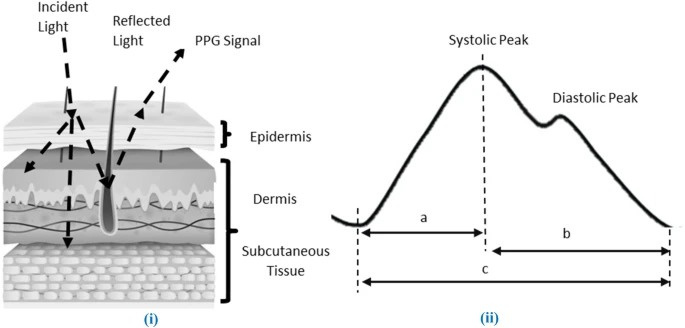 Incident
Light
Reflected
Light
PPG Signal
Epidermis
Dermis
Subcutaneous
Tissue
(i)
Systolic Peak
Diastolic Peak
a
b
c
(ii)